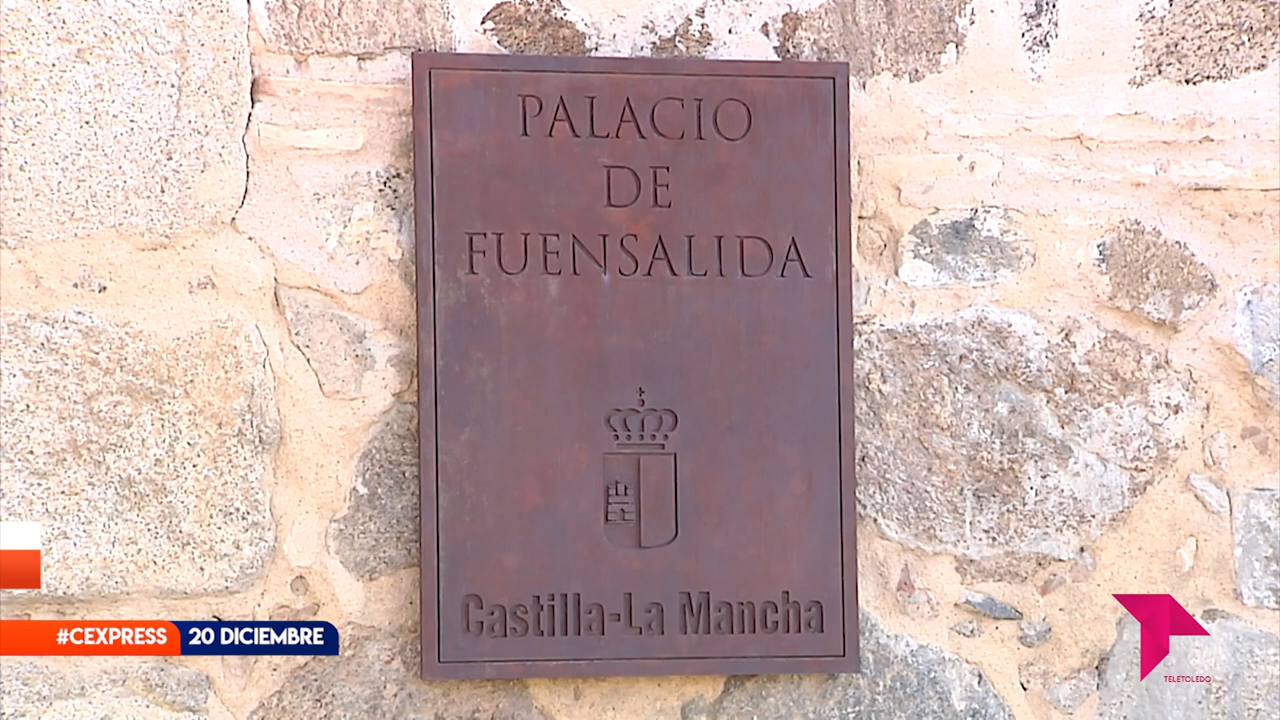 PALACIO
DE
FUENSALIDA
Castilla-La Mancha
#CEXPRESS 20 DICIEMBRE
TELETOLEDO